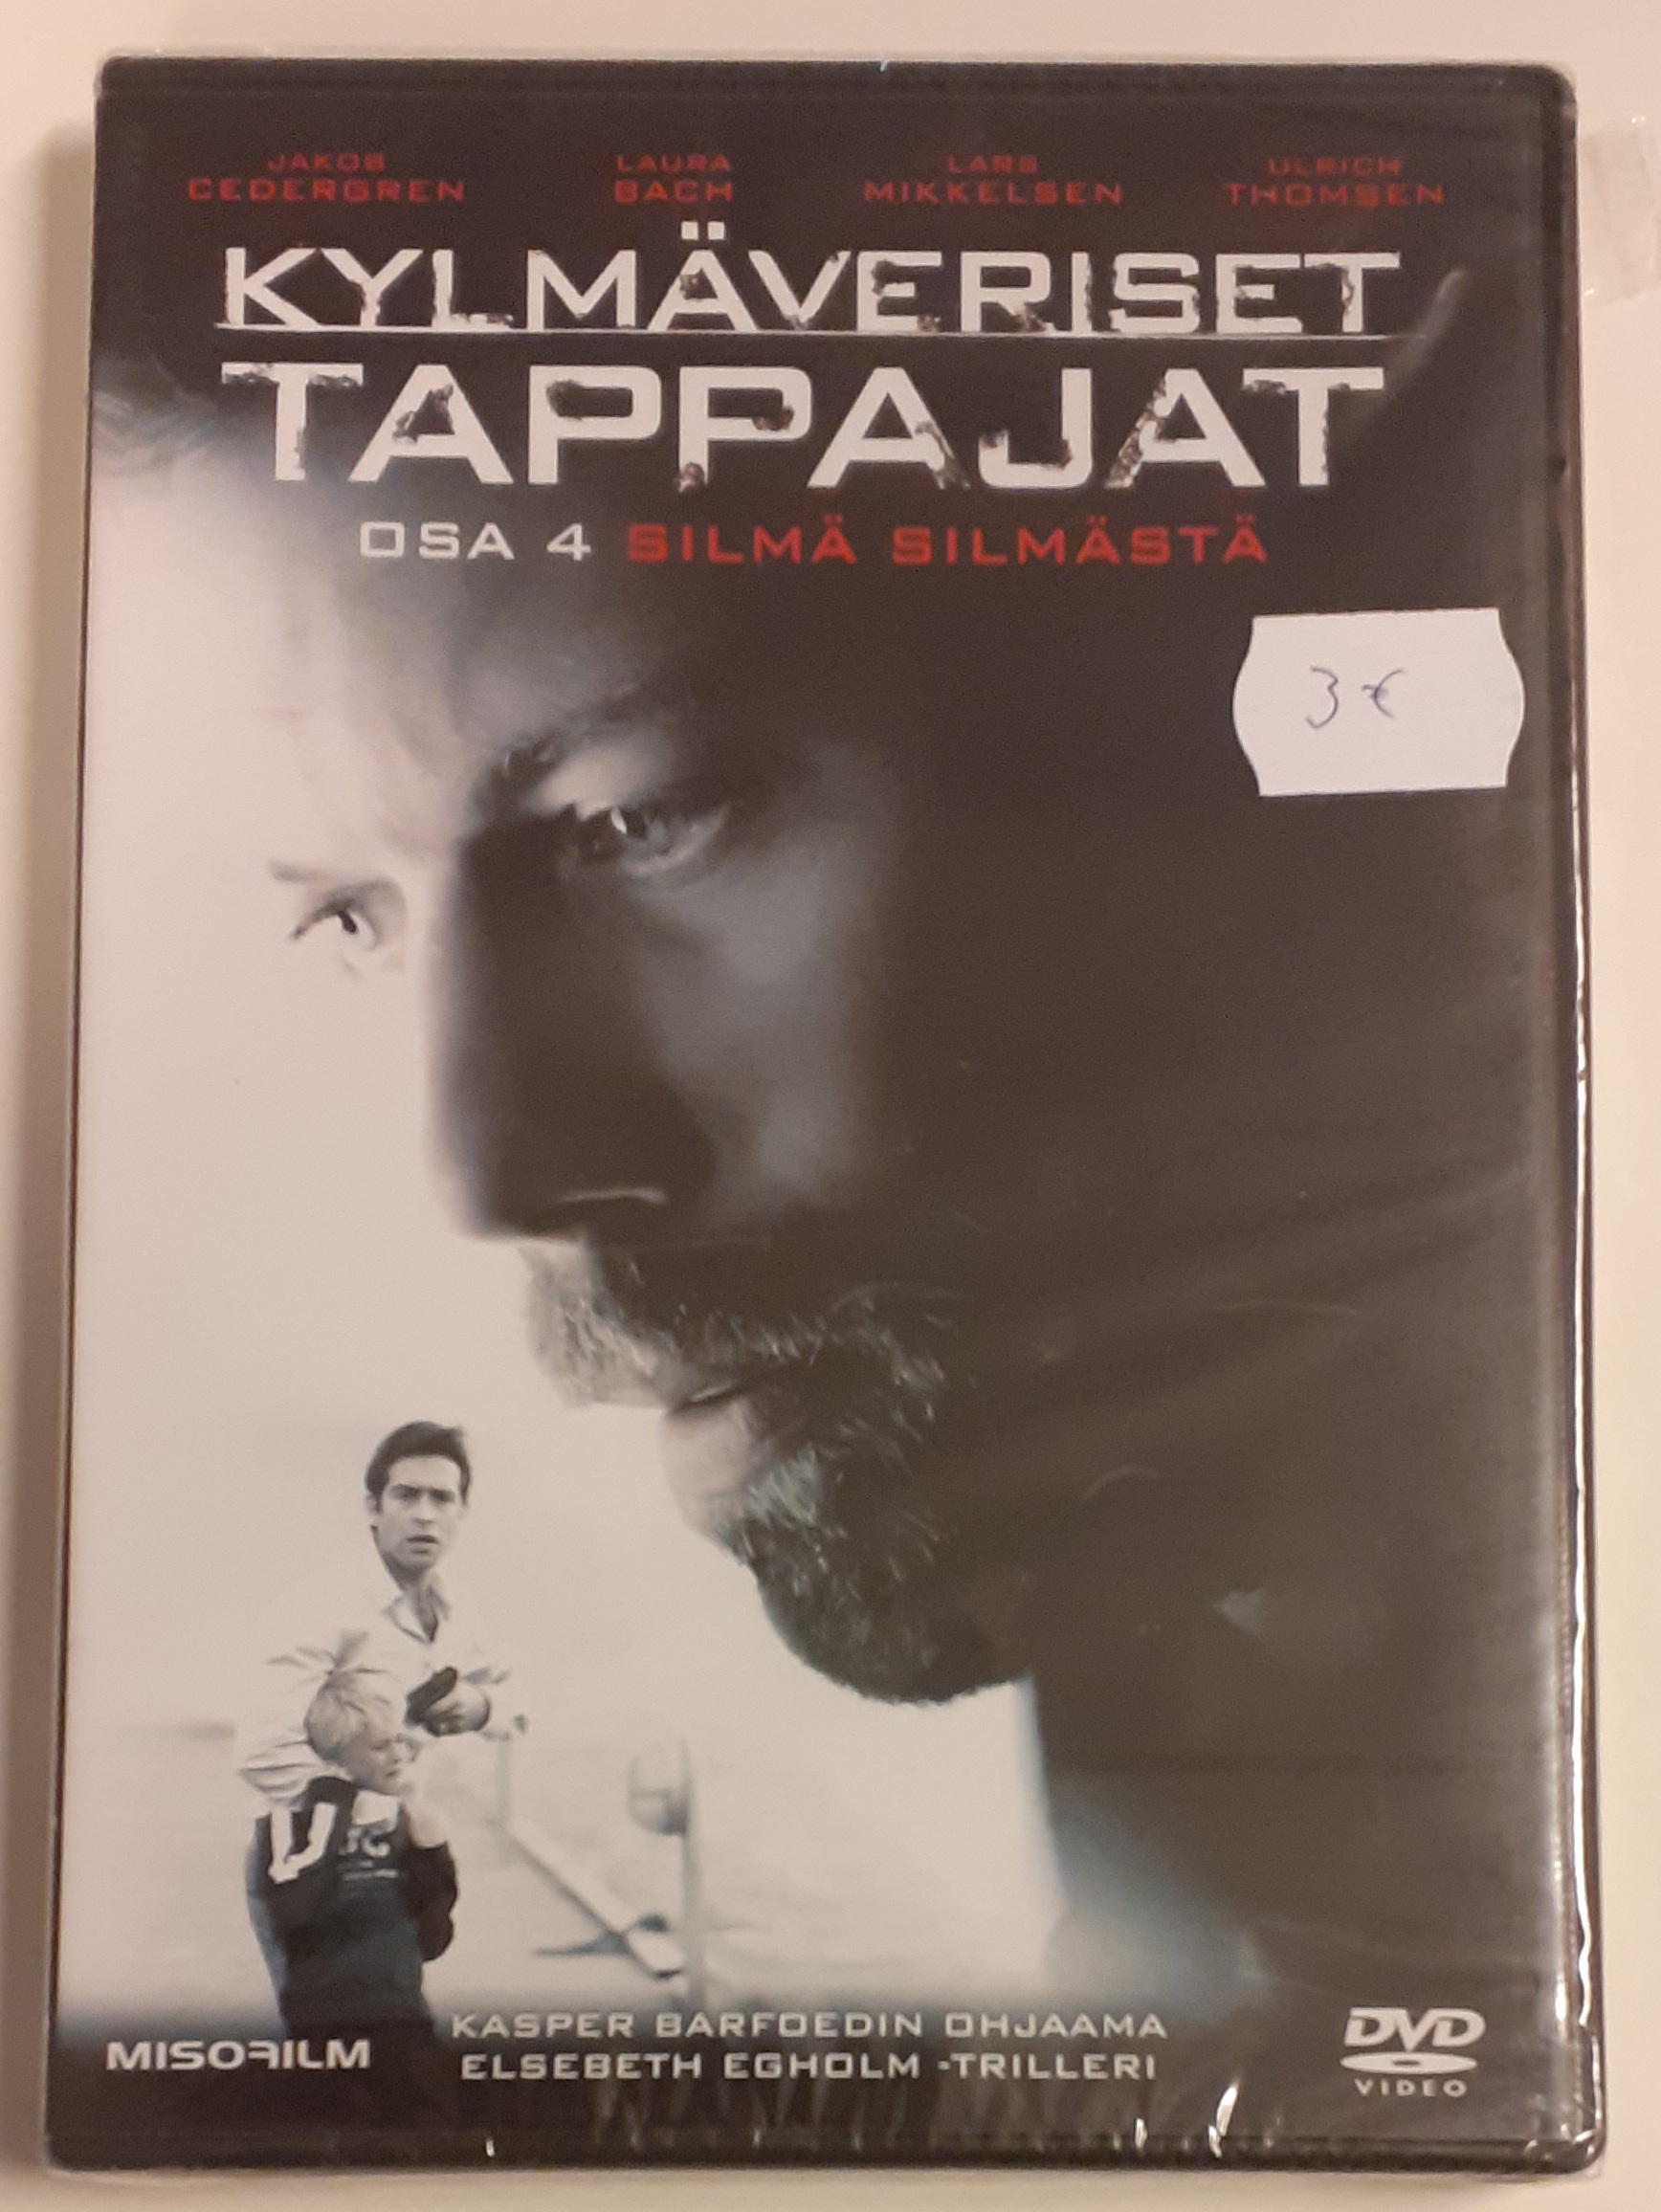 JAKOB LAURA LARS ULRICH
CEDERGREN BACH MIKKELSEN THOMSEN
KYLMÄVERISET
TAPPAJAT
OSA 4 SILMÄ SILMÄSTÄ
3 €
KASPER BARFOEDIN OHJAAMA
ELSEBETH EGHOLM -TRILLERI
MISOFILM
DVD
VIDEO